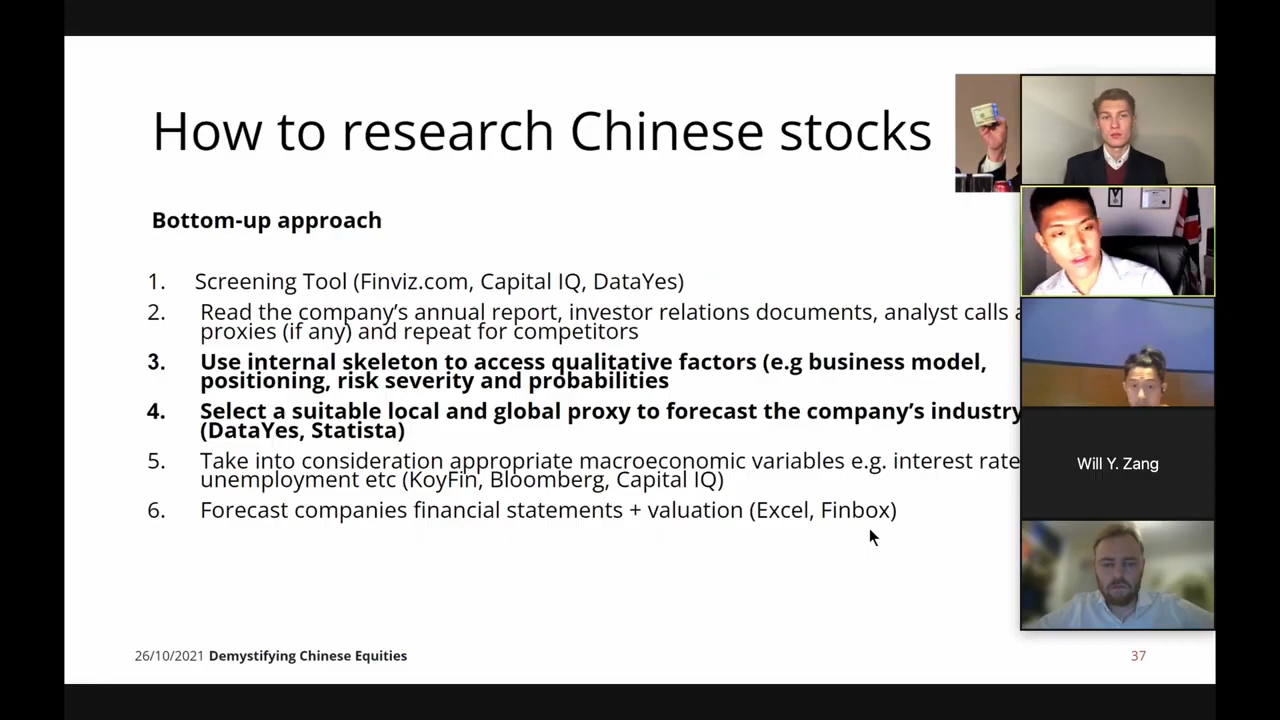 How to research Chinese stocks
Bottom-up approach
1. Screening Tool (Finviz.com, Capital IQ, DataYes)
2. Read the company’s annual report, investor relations documents, analyst calls
proxies (if any) and repeat for competitors
3. Use internal skeleton to access qualitative factors (e.g business model,
positioning, risk severity and probabilities
4. Select a suitable local and global proxy to forecast the company’s industry
(DataYes, Statista)
5. Take into consideration appropriate macroeconomic variables e.g. interest rate
unemployment etc (KoyFin, Bloomberg, Capital IQ)
6. Forecast companies financial statements + valuation (Excel, Finbox)
Will Y. Zang
26/10/2021 Demystifying Chinese Equities
37